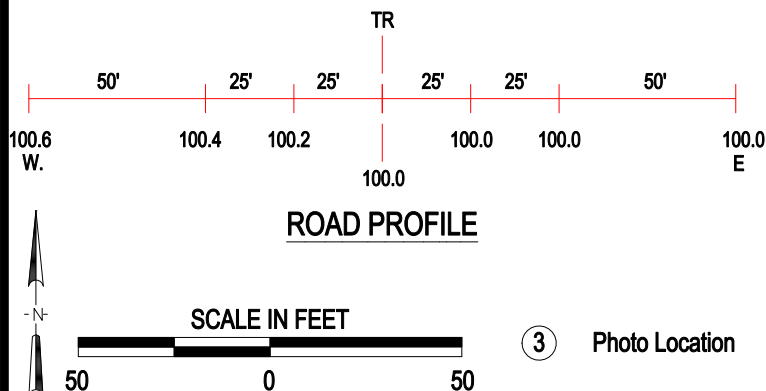 TR
50' 25' 25' 25' 25' 50'
100.6 100.4 100.2 100.0 100.0 100.0
W. E
100.0
ROAD PROFILE
-N-
SCALE IN FEET
3 Photo Location
50 0 50